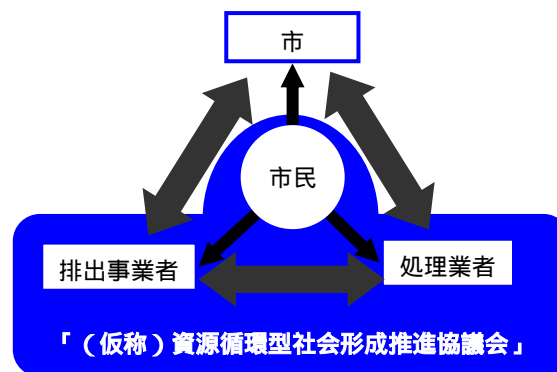 市
市民
排出事業者
処理業者
「（仮称）資源循環型社会形成推進協議会」